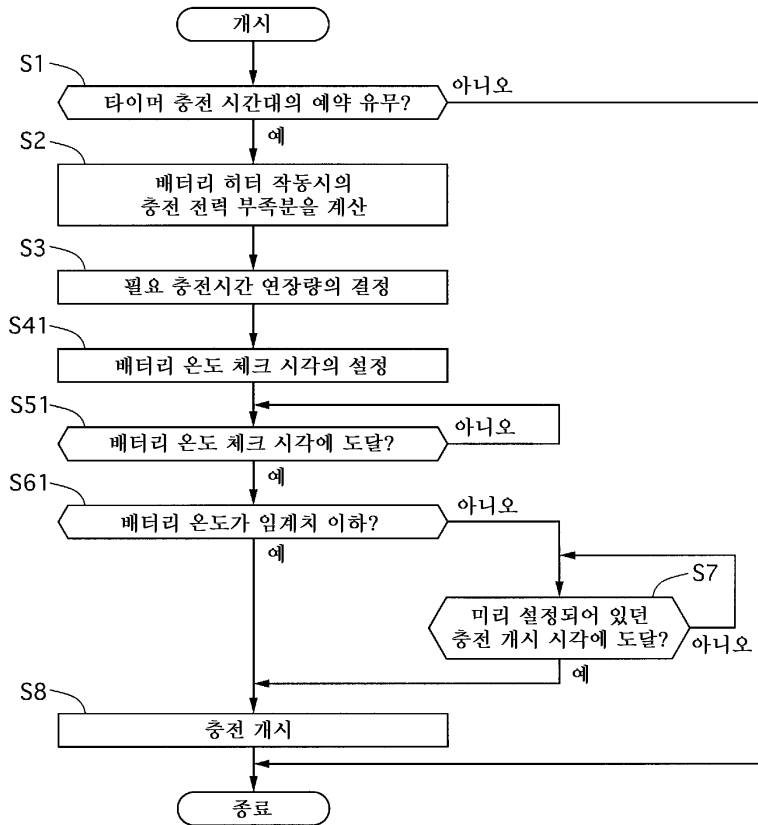 개시
S1
타이머 충전 시간대의 예약 유무?
아니오
예
S2
배터리 히터 작동시의
충전 전력 부족분을 계산
S3
필요 충전시간 연장량의 결정
S41
배터리 온도 체크 시각의 설정
S51
배터리 온도 체크 시각에 도달?
아니오
예
S61
배터리 온도가 임계치 이하?
아니오
예
S7
미리 설정되어 있던
충전 개시 시각에 도달?
아니오
예
S8
충전 개시
종료